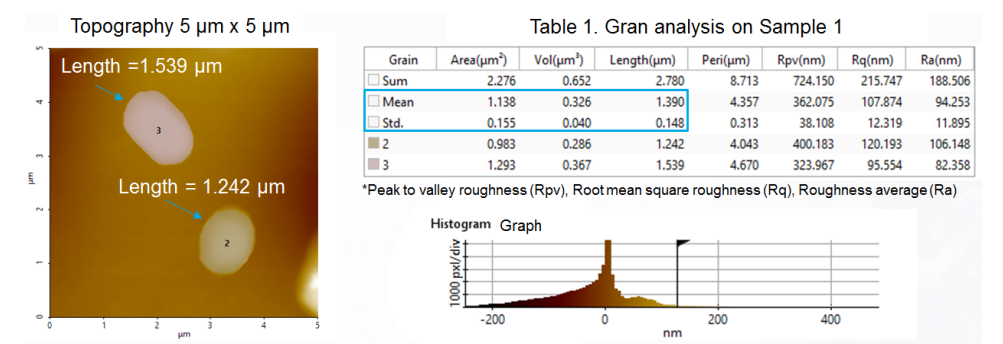 Topography 5 µm x 5 µm
Length =1.539 µm
3
Length = 1.242 µm
2
5
4
3
2
1
0
µm
0 1 2 3 4 5
µm
Table 1. Gran analysis on Sample 1
Grain Area(µm²) Vol(µm³) Length(µm) Peri(µm) Rpv(nm) Rq(nm) Ra(nm)
Sum 2.276 0.652 2.780 8.713 724.150 215.747 188.506
Mean 1.138 0.326 1.390 4.357 362.075 107.874 94.253
Std. 0.155 0.040 0.148 0.313 38.108 12.319 11.895
2 0.983 0.286 1.242 4.043 400.183 120.193 106.148
3 1.293 0.367 1.539 4.670 323.967 95.554 82.358
*Peak to valley roughness (Rpv), Root mean square roughness (Rq), Roughness average (Ra)
Histogram Graph
1000 pxl/div
-200 0 200 400
nm